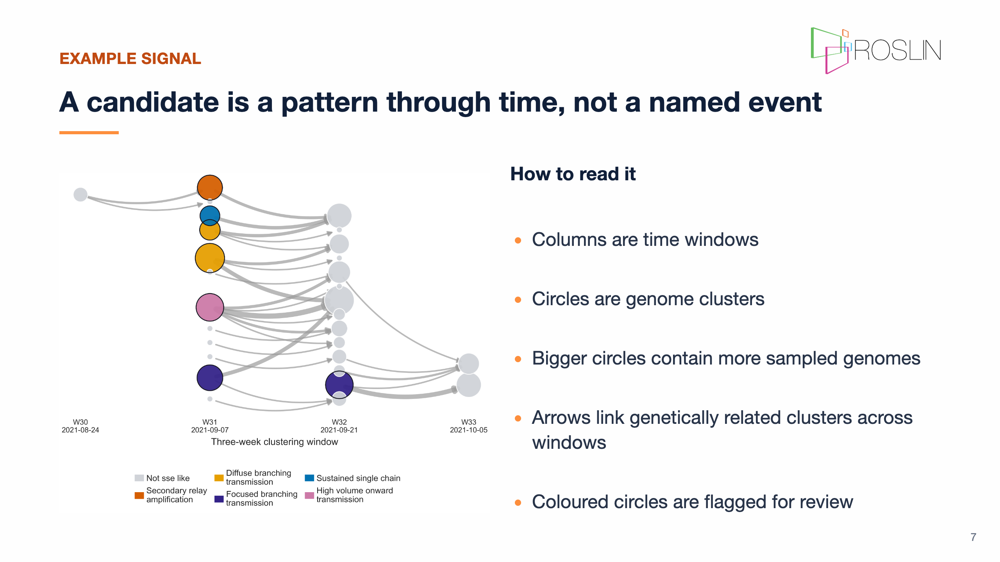 EXAMPLE SIGNAL
ROSLIN
A candidate is a pattern through time, not a named event
W30
2021-08-24
W31
2021-09-07
W32
2021-09-21
W33
2021-10-05
Three-week clustering window
Not sse like
Secondary relay
amplification
Diffuse branching
transmission
Focused branching
transmission
Sustained single chain
High volume onward
transmission
How to read it
Columns are time windows
Circles are genome clusters
Bigger circles contain more sampled genomes
Arrows link genetically related clusters across
windows
Coloured circles are flagged for review
7